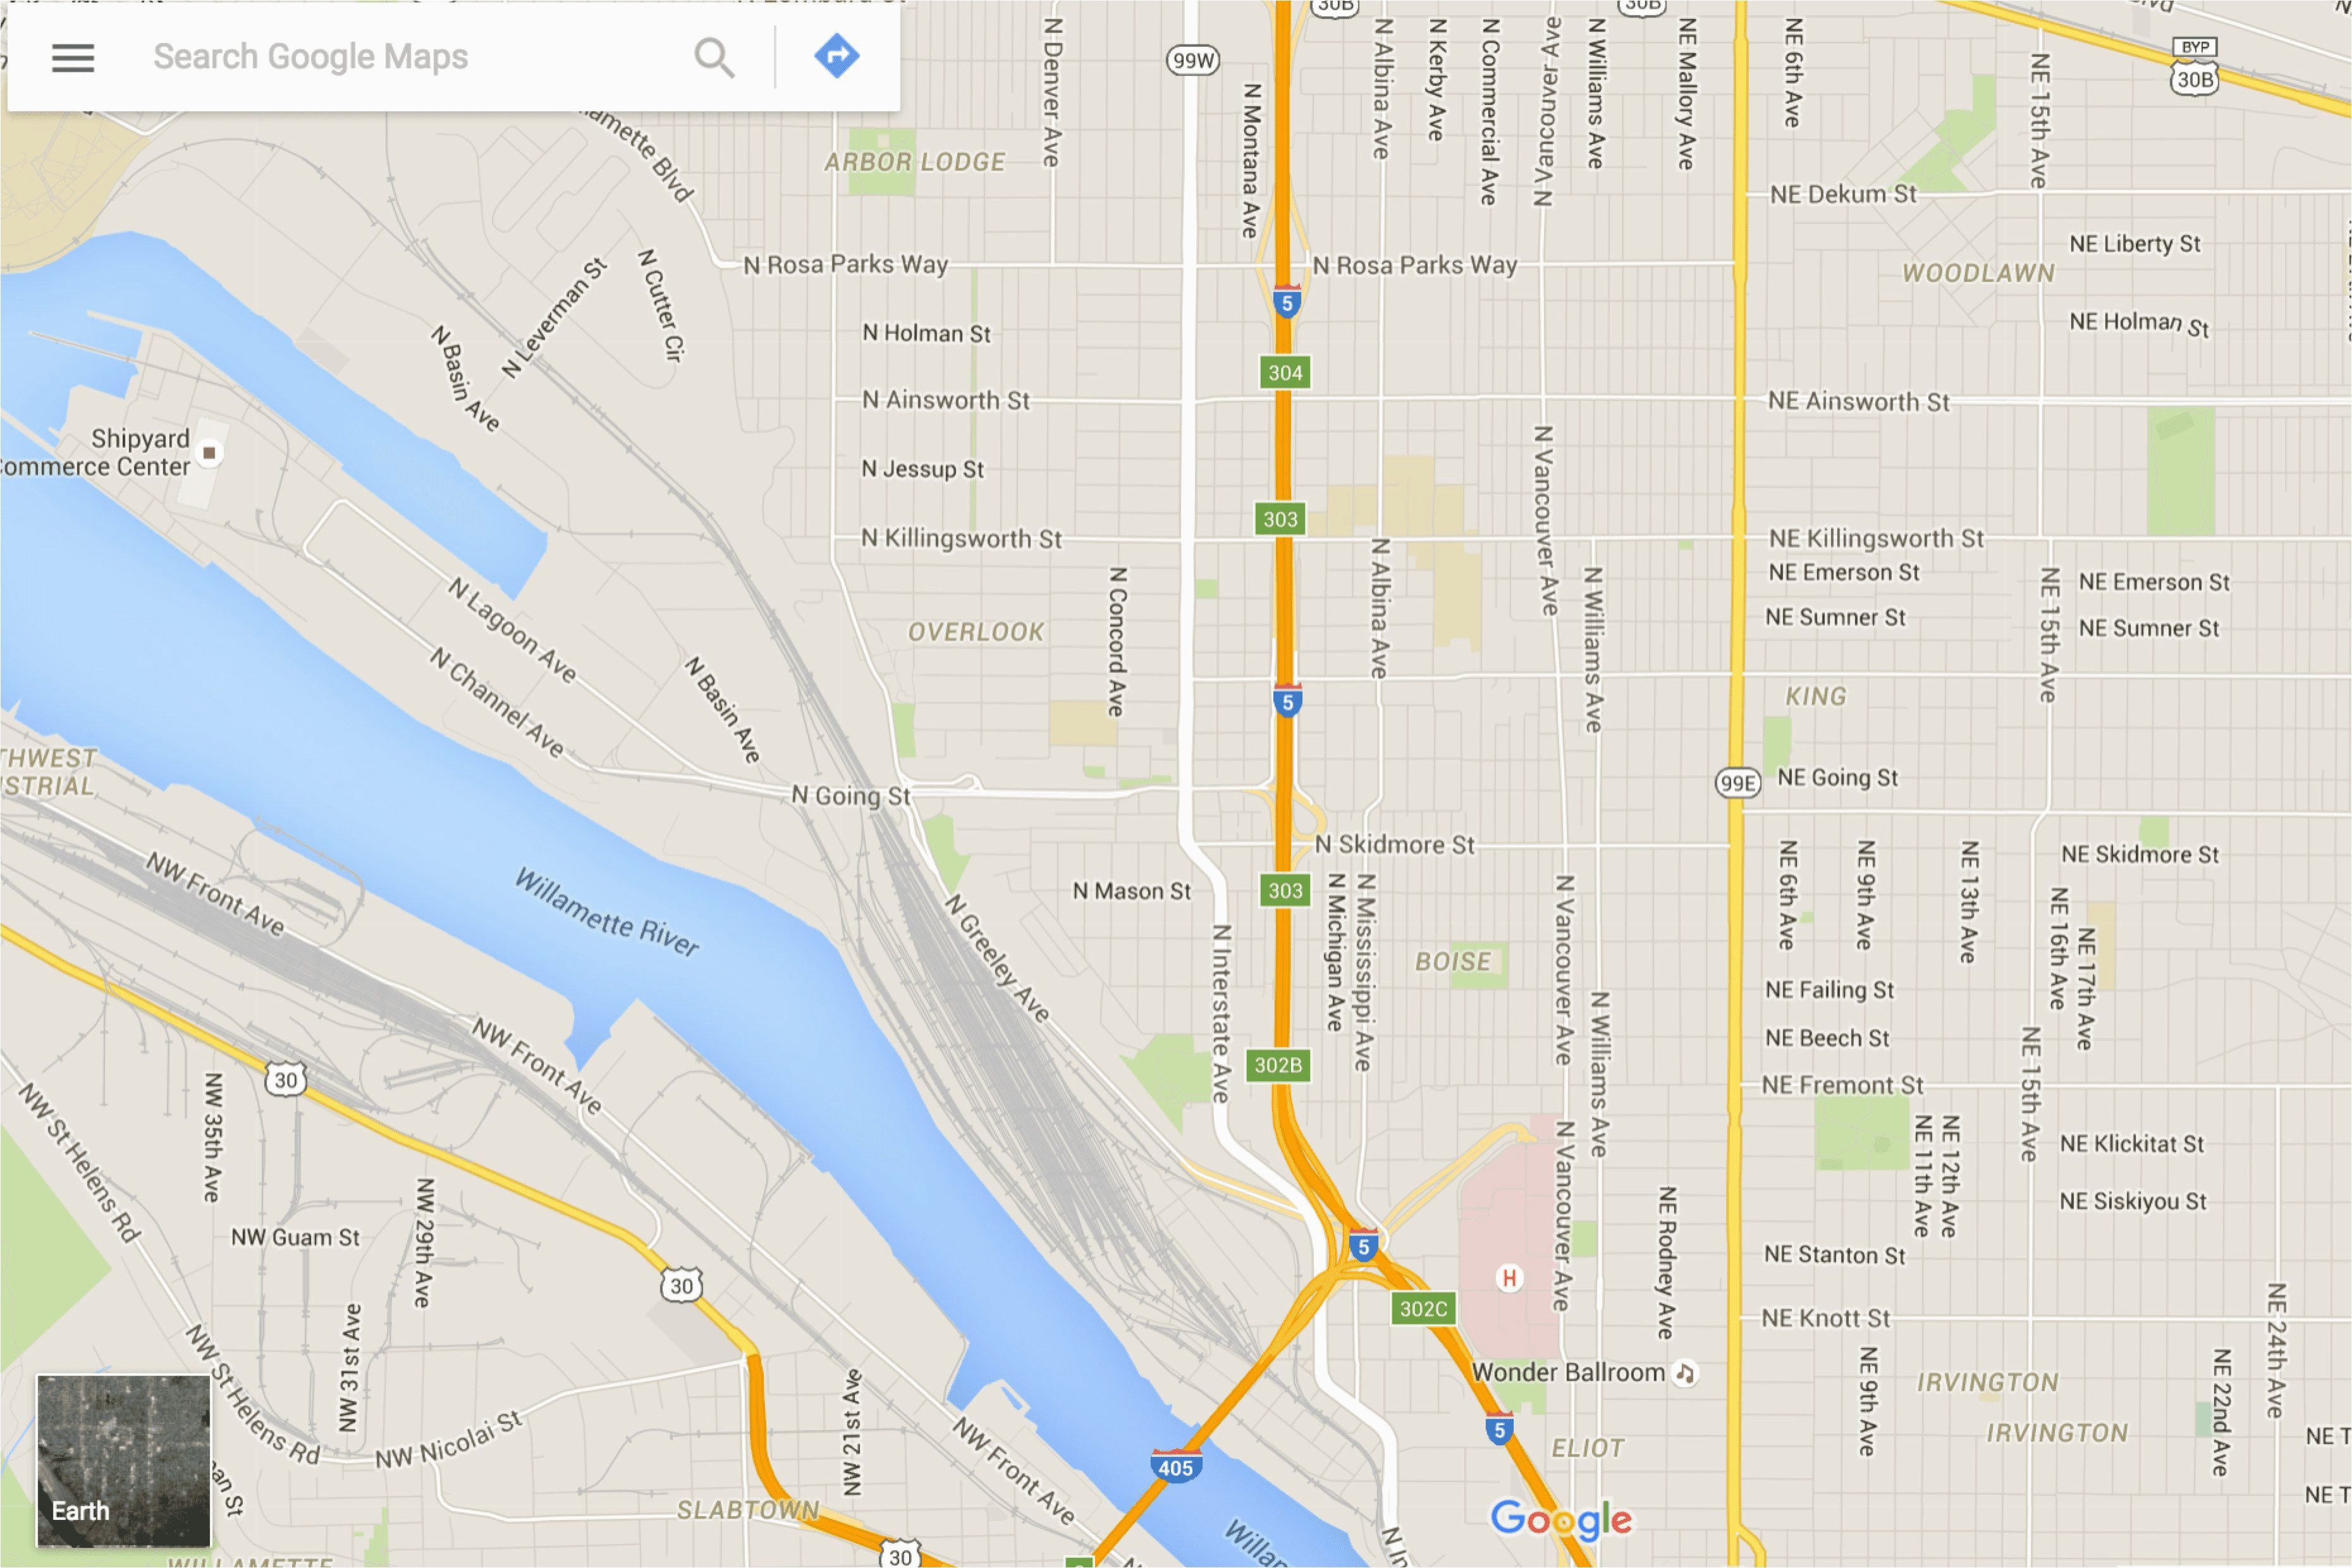 Search Google Maps
30B
30B
BYP
30B
99W
N Denver Ave
N Montana Ave
N Albina Ave
N Kerby Ave
N Commercial Ave
N Vancouver Ave
N Williams Ave
NE Mallory Ave
NE 6th Ave
NE 15th Ave
ARBOR LODGE
NE Dekum St
NE Liberty St
WOODLAWN
N Rosa Parks Way
N Rosa Parks Way
5
N Leverman St
N Cutter Cir
N Basin Ave
N Holman St
NE Holman St
304
N Ainsworth St
NE Ainsworth St
Shipyard
Commerce Center
N Jessup St
N Vancouver Ave
303
N Killingsworth St
NE Killingsworth St
N Albina Ave
NE Emerson St
NE Emerson St
N Concord Ave
N Williams Ave
NE 15th Ave
NE Sumner St
NE Sumner St
N Lagoon Ave
N Channel Ave
N Basin Ave
OVERLOOK
5
KING
99E
NE Going St
N Going St
N Skidmore St
NE Skidmore St
NW Front Ave
Willamette River
N Mason St
303
N Michigan Ave
N Mississippi Ave
N Vancouver Ave
NE 6th Ave
NE 9th Ave
NE 13th Ave
NE 16th Ave
NE 17th Ave
N Greeley Ave
N Interstate Ave
BOISE
NE Failing St
N Williams Ave
NE Beech St
NE 15th Ave
302B
NE Fremont St
30
NW Front Ave
NW St Helens Rd
NW 35th Ave
N Vancouver Ave
NE 11th Ave
NE 12th Ave
NE Klickitat St
NE Siskiyou St
NW Guam St
NW 29th Ave
30
5
NE Rodney Ave
NE Stanton St
H
302C
NE Knott St
NE 24th Ave
NW St Helens Rd
NW 31st Ave
NW 21st Ave
Wonder Ballroom
NE 9th Ave
IRVINGTON
NE 22nd Ave
IRVINGTON
NW Nicolai St
NW Front Ave
405
5
ELIOT
Earth
SLABTOWN
Google
30
WILLAMETTE